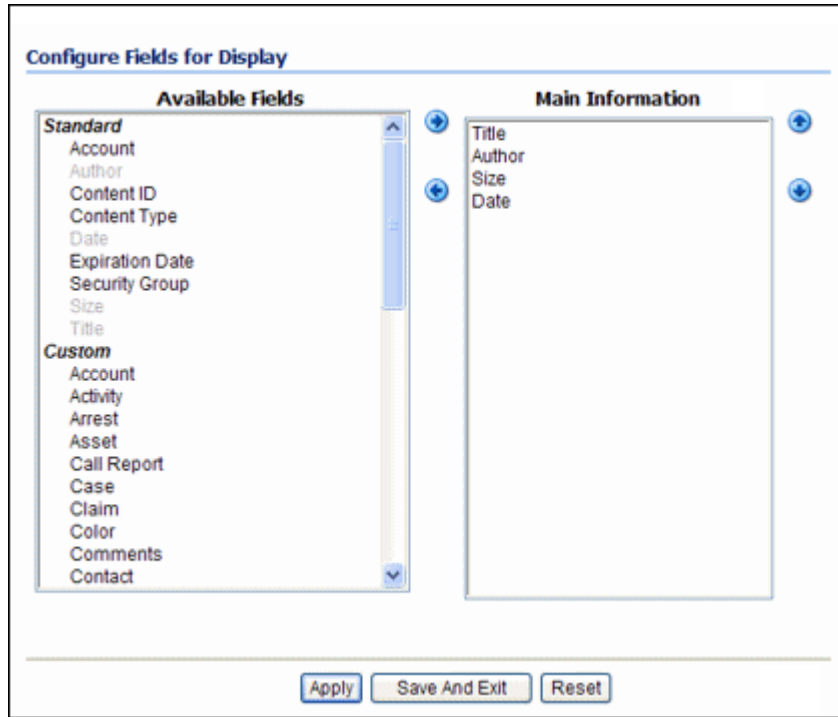 Configure Fields for Display
Available Fields
Standard
Account
Author
Content ID
Content Type
Date
Expiration Date
Security Group
Size
Title
Custom
Account
Activity
Arrest
Asset
Call Report
Case
Claim
Color
Comments
Contact
Main Information
Title
Author
Size
Date
Apply
Save And Exit
Reset